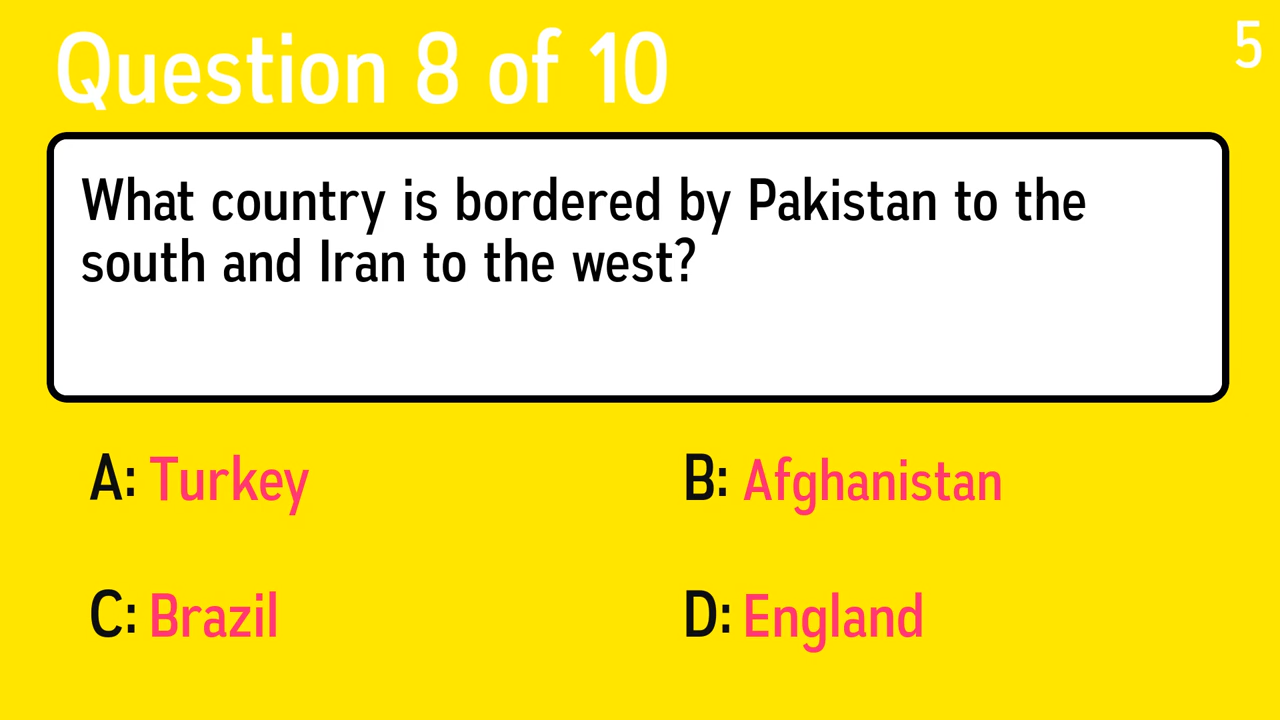 Question 8 of 10
5
What country is bordered by Pakistan to the
south and Iran to the west?
A: Turkey
B: Afghanistan
C: Brazil
D: England